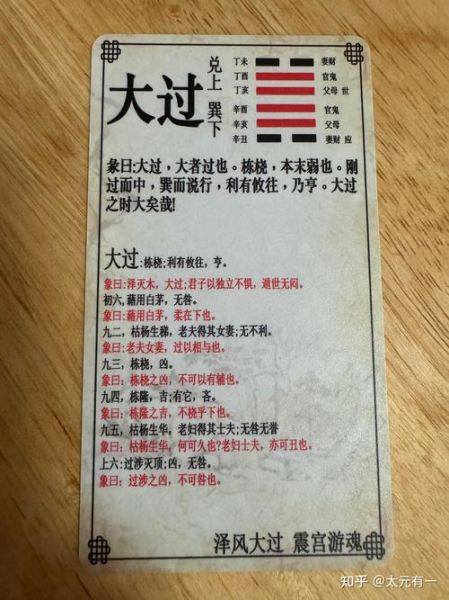 大过
兑上 巽下
丁未 妻财
丁酉 官鬼
丁亥 父母 世
辛酉 官鬼
辛亥 父母
辛丑 妻财 应
彖曰:大过，大者过也。栋桡，本末弱也。刚
过而中，巽而说行，利有攸往，乃亨。大过
之时大矣哉!
大过:栋桡;利有攸往，亨。
象曰:泽灭木，大过;君子以独立不惧，遁世无闷。
初六，藉用白茅，无咎。
象曰:藉用白茅，柔在下也。
九二，枯杨生稊，老夫得其女妻;无不利。
象曰:老夫女妻，过以相与也。
九三，栋桡，凶。
象曰：栋桡之凶，不可以有辅也。
九四，栋隆，吉;有它，吝。
象曰：栋隆之吉，不桡乎下也。
九五，枯杨生华，老妇得其士夫;无咎无誉
象曰：枯杨生华，何可久也?老妇士夫，亦可丑也。
上六:过涉灭顶;凶，无咎。
象曰：过涉之凶，不可咎也。
泽风大过 震宫游魂
知乎 @太元有一